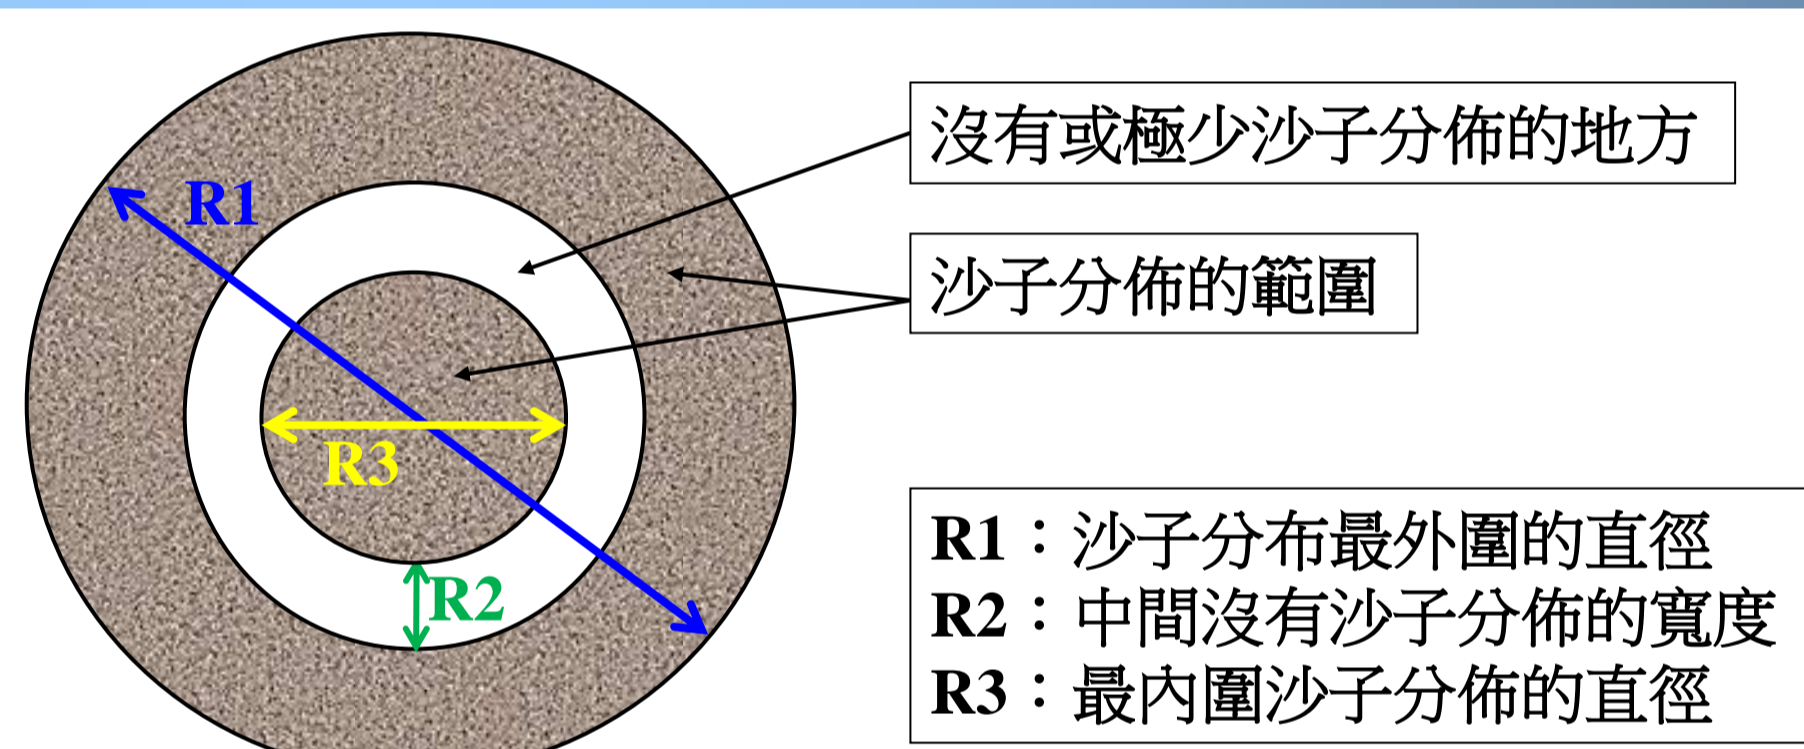 R1
沒有或極少沙子分佈的地方
沙子分佈的範圍
R3
R2
R1：沙子分布最外圍的直徑
R2：中間沒有沙子分佈的寬度
R3：最內圍沙子分佈的直徑